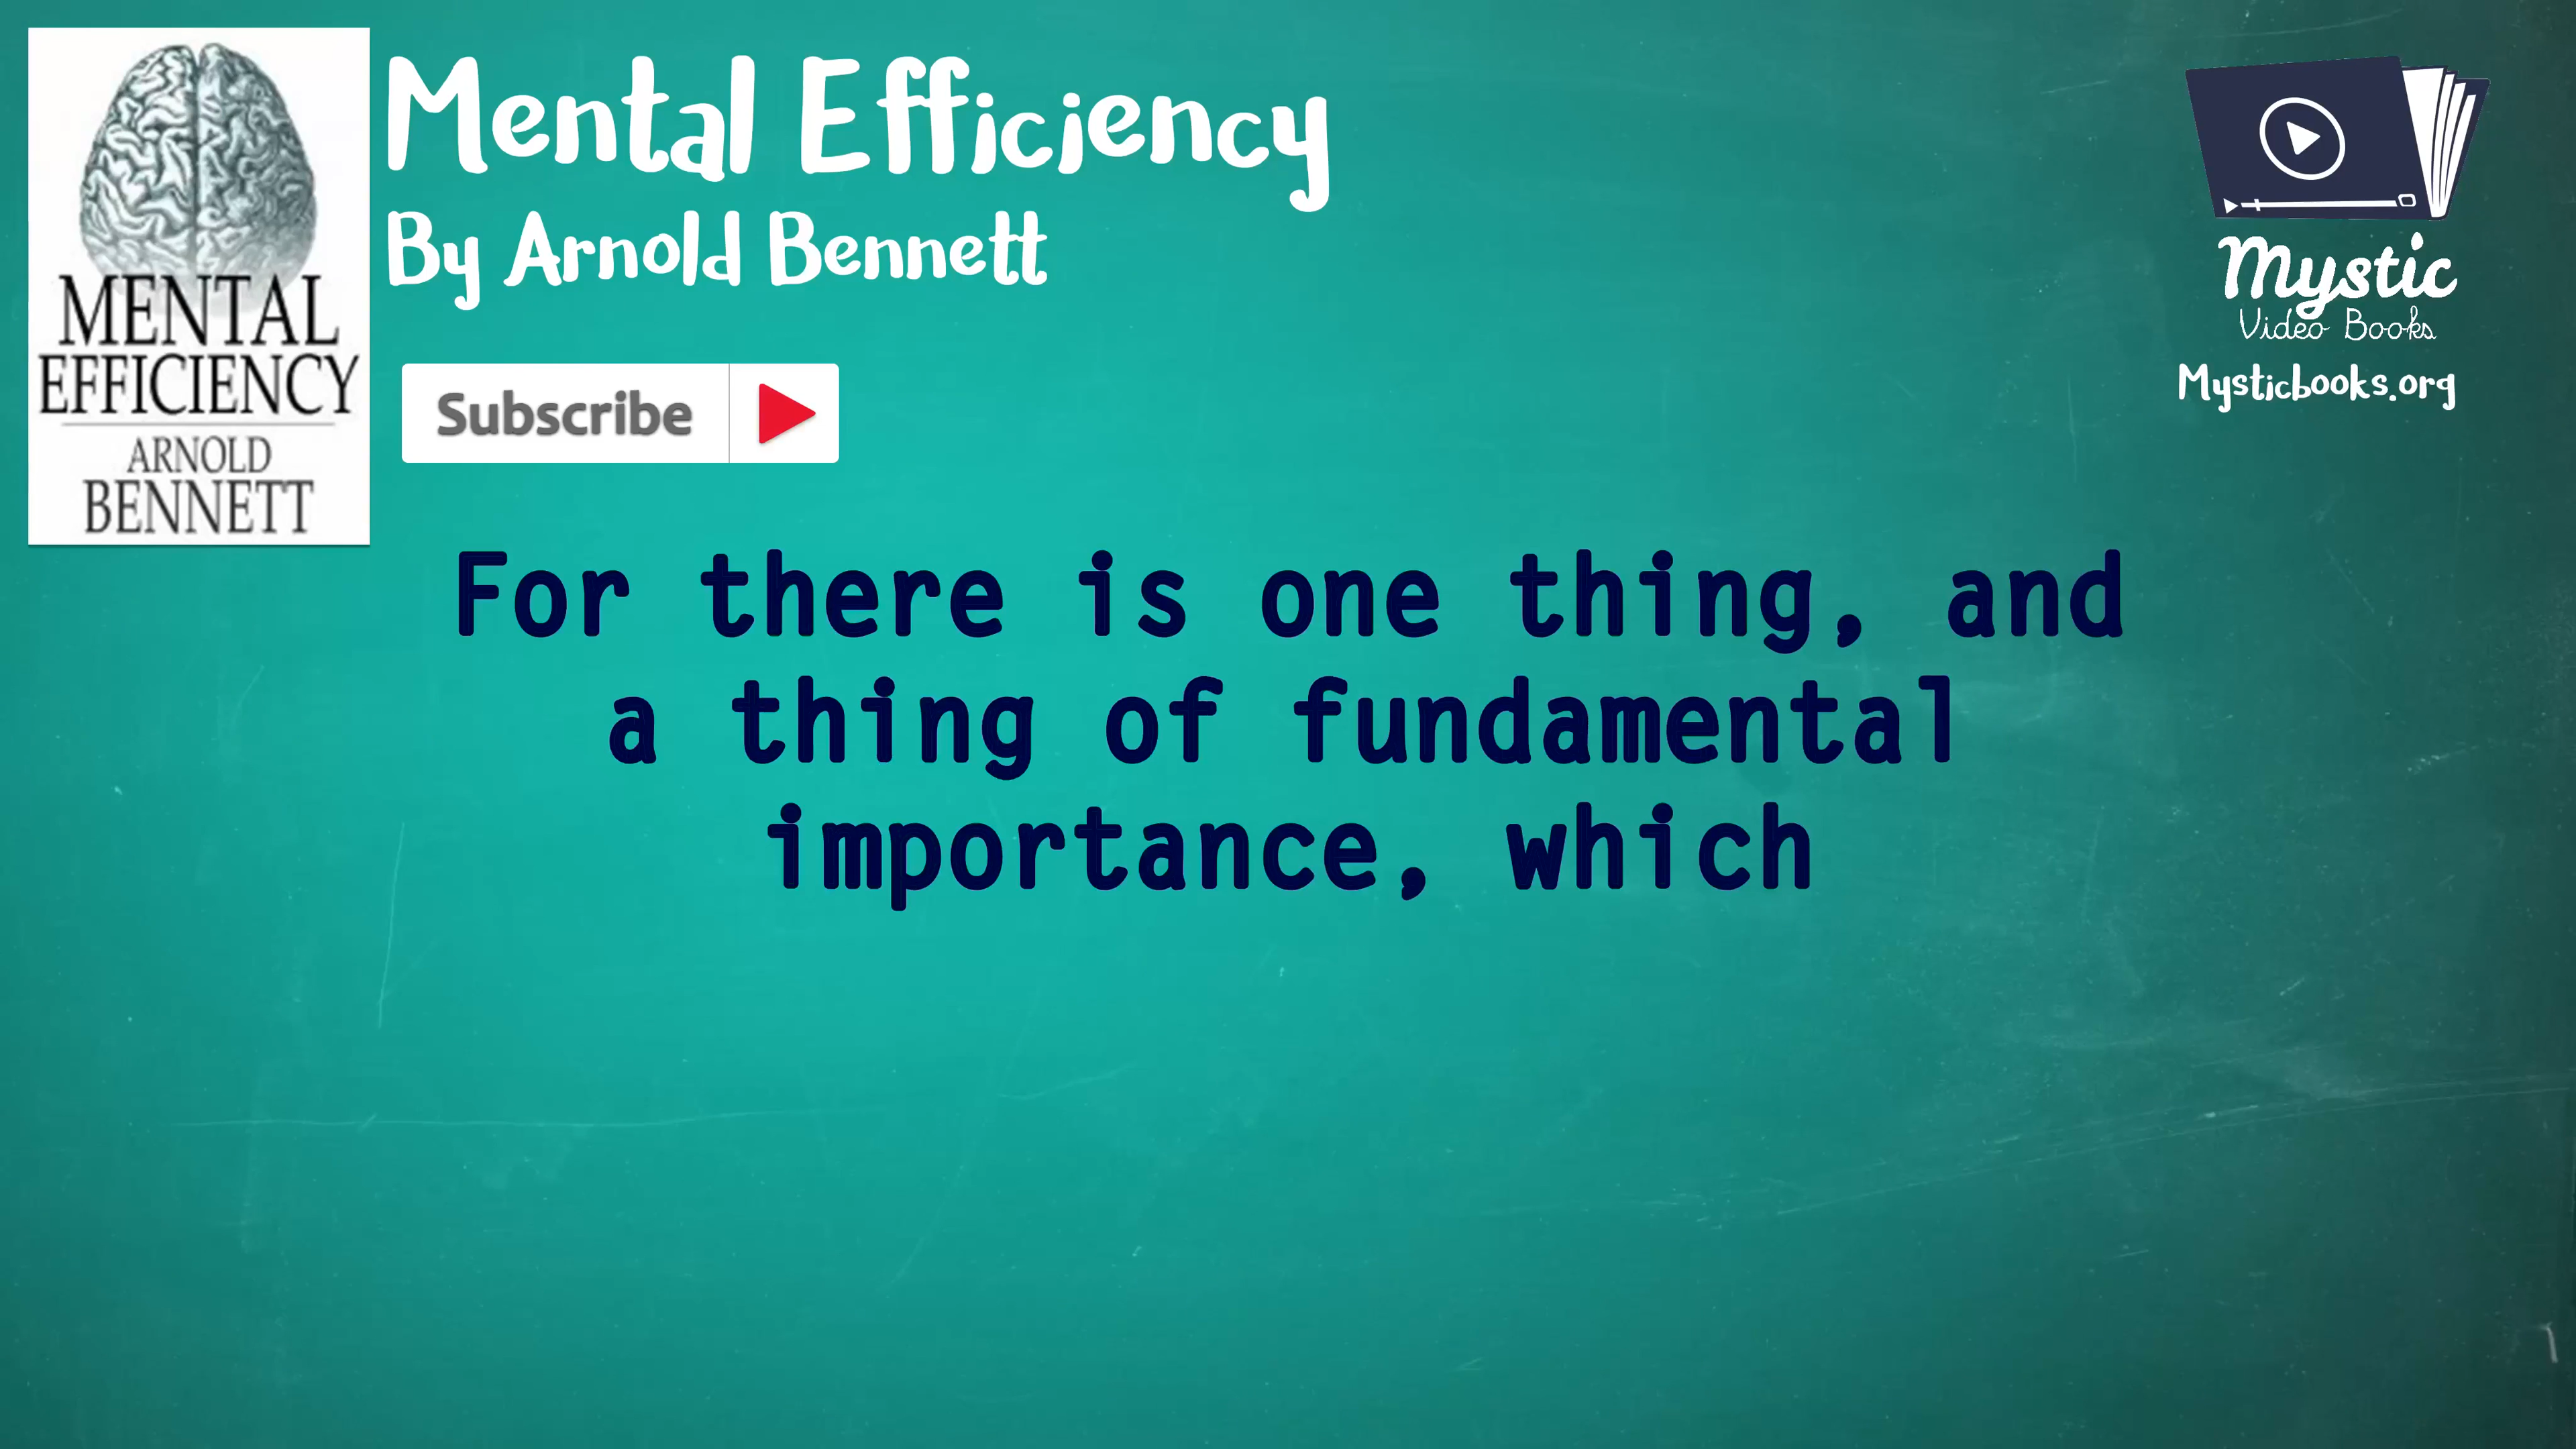 MENTAL
EFFICIENCY
ARNOLD
BENNETT
Mental Efficiency
By Arnold Bennett
Subscribe
Mystic
Video Books
Mysticbooks.org
For there is one thing, and
a thing of fundamental
importance, which